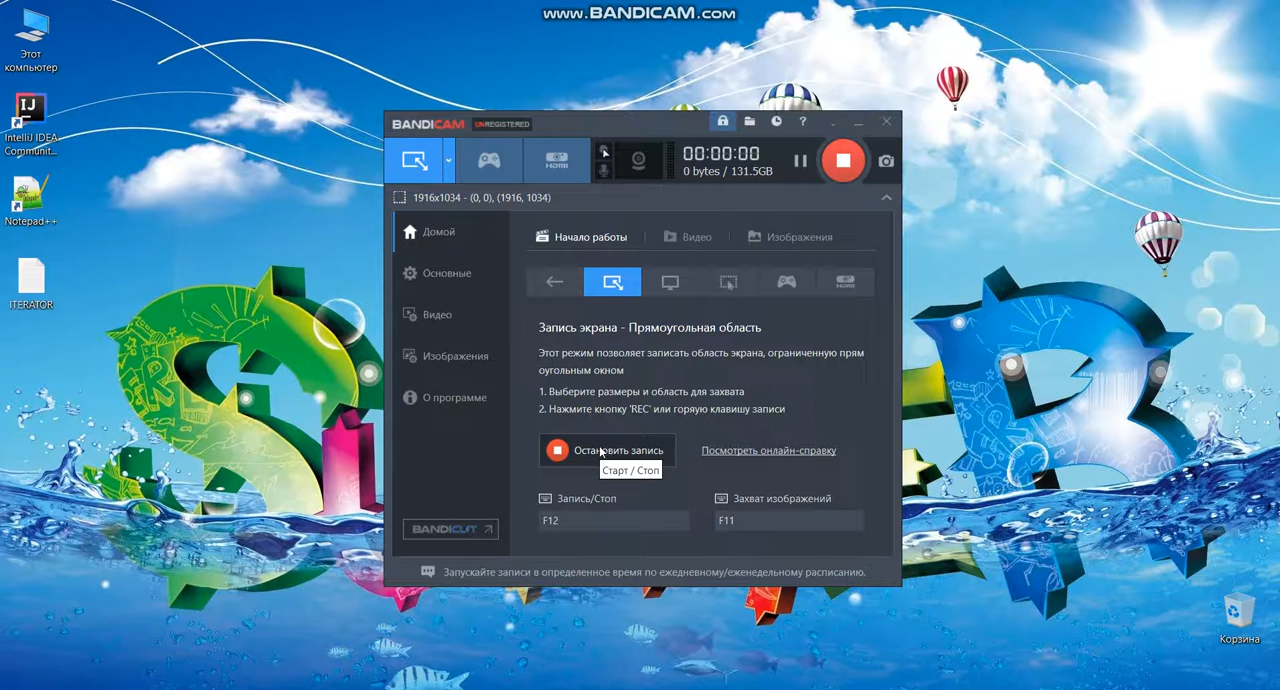 www.BANDICAM.com
Этот
компьютер
IJ
IntelliJ IDEA
Communit...
Notepad++
ITERATOR
Корзина
BANDICAM UNREGISTERED
?
HDMI
00:00:00
0 bytes / 131.5GB
1916x1034 - (0, 0), (1916, 1034)
Домой
Основные
Видео
Изображения
О программе
BANDICUT
Начало работы
Видео
Изображения
HDMI
Запись экрана - Прямоугольная область
Этот режим позволяет записать область экрана, ограниченную прям
оугольным окном
1. Выберите размеры и область для захвата
2. Нажмите кнопку 'REC' или горяую клавишу записи
Остановить запись
Посмотреть онлайн-справку
Старт / Стоп
Запись/Стоп
Захват изображений
F12
F11
Запускайте записи в определенное время по ежедневному/еженедельному расписанию.